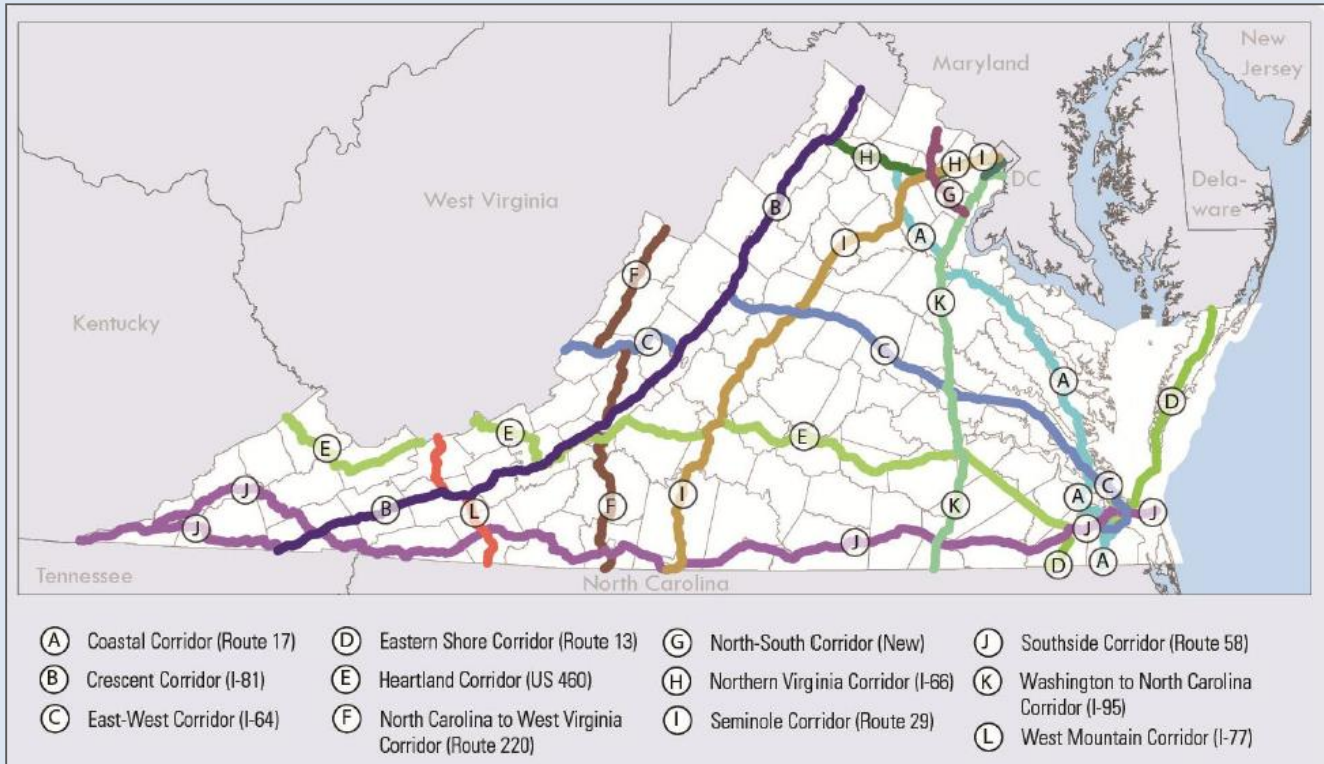 New
Jersey
Maryland
H
H
I
DC
Dela-
ware
West Virginia
B
G
A
I
F
K
Kentucky
C
C
A
D
E
E
E
J
I
A
C
B
L
F
K
J
J
J
J
Tennessee
North Carolina
D
A
A Coastal Corridor (Route 17)
B Crescent Corridor (I-81)
C East-West Corridor (I-64)
D Eastern Shore Corridor (Route 13)
E Heartland Corridor (US 460)
F North Carolina to West Virginia
Corridor (Route 220)
G North-South Corridor (New)
H Northern Virginia Corridor (I-66)
I Seminole Corridor (Route 29)
J Southside Corridor (Route 58)
K Washington to North Carolina
Corridor (I-95)
L West Mountain Corridor (I-77)